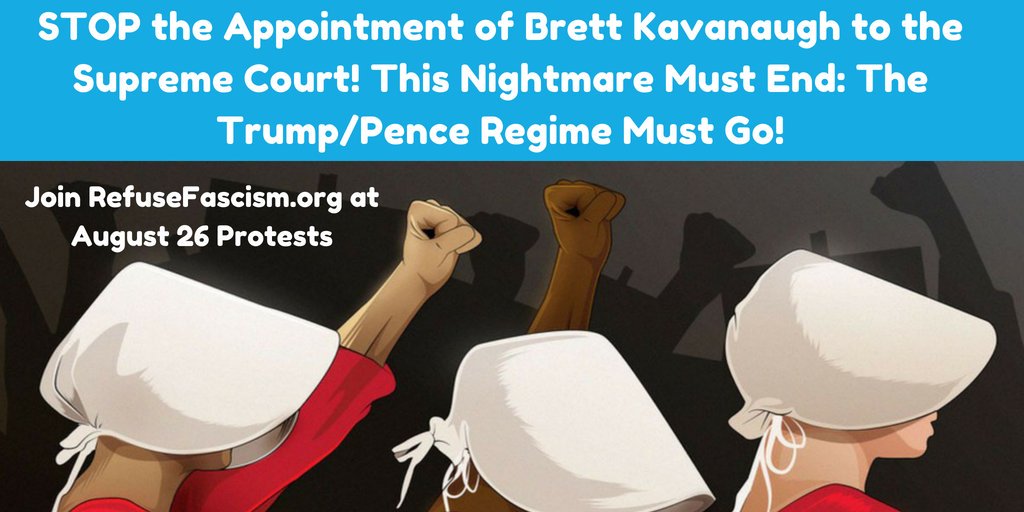 STOP the Appointment of Brett Kavanaugh to the
Supreme Court! This Nightmare Must End: The
Trump/Pence Regime Must Go!
Join RefuseFascism.org at
August 26 Protests